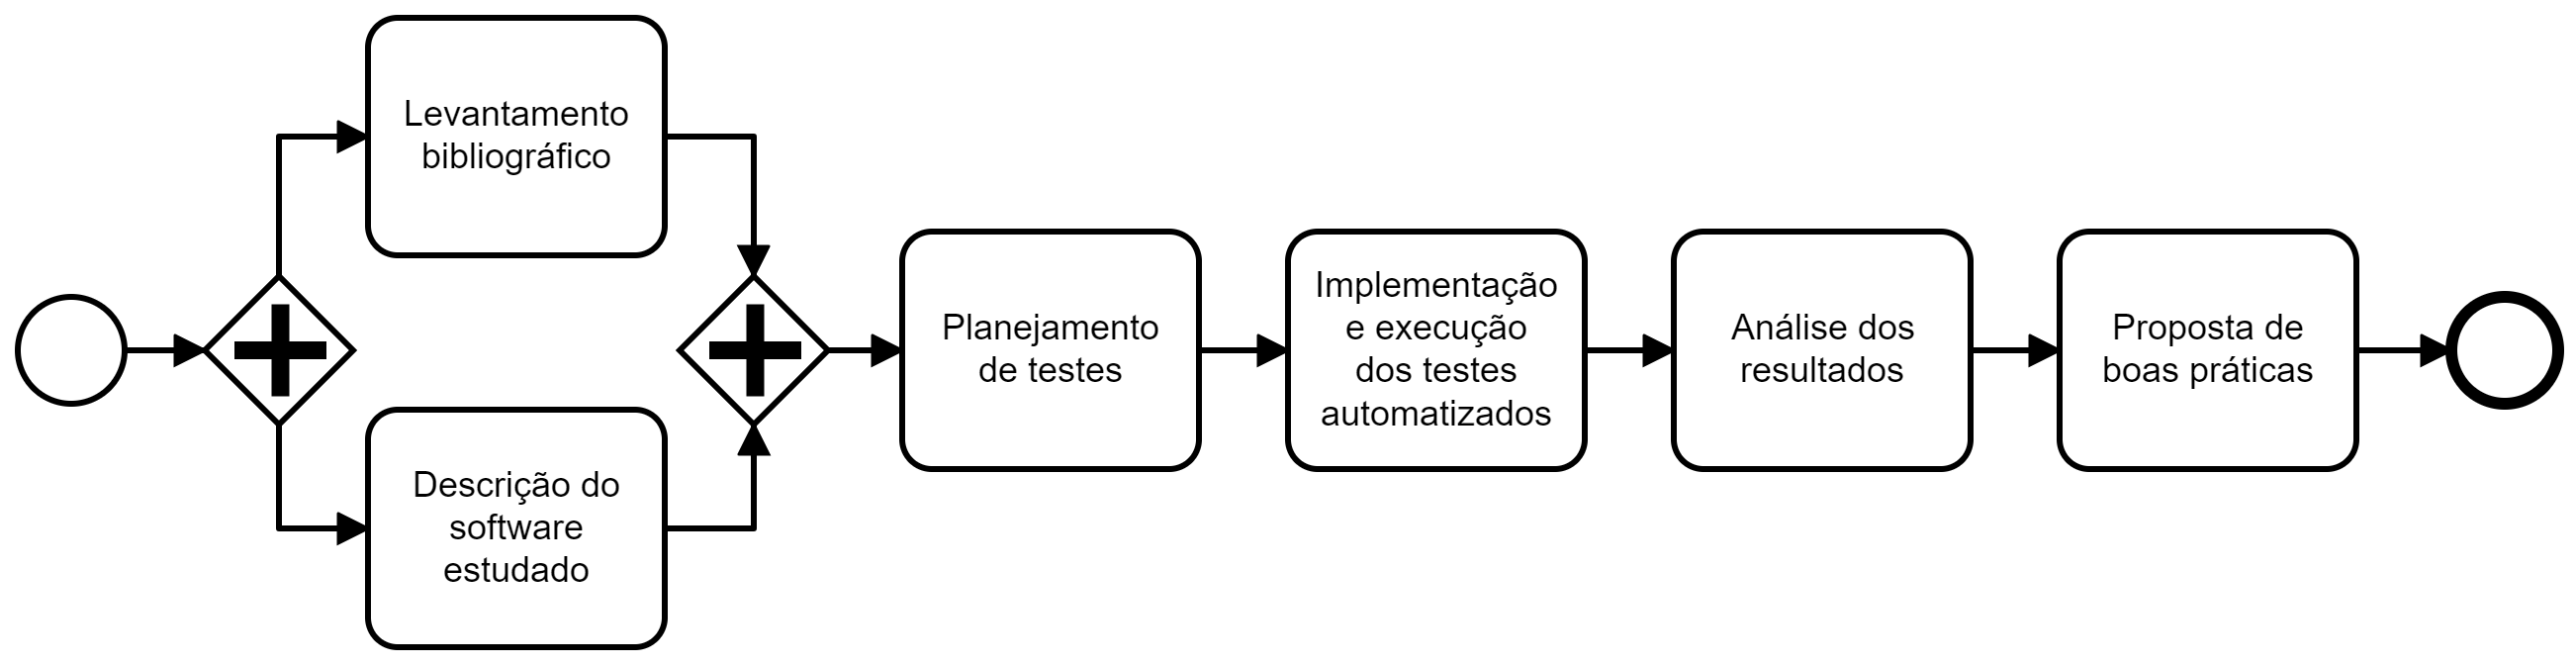 Levantamento
bibliográfico
Descrição do
software
estudado
Planejamento
de testes
Implementação
e execução
dos testes
automatizados
Análise dos
resultados
Proposta de
boas práticas